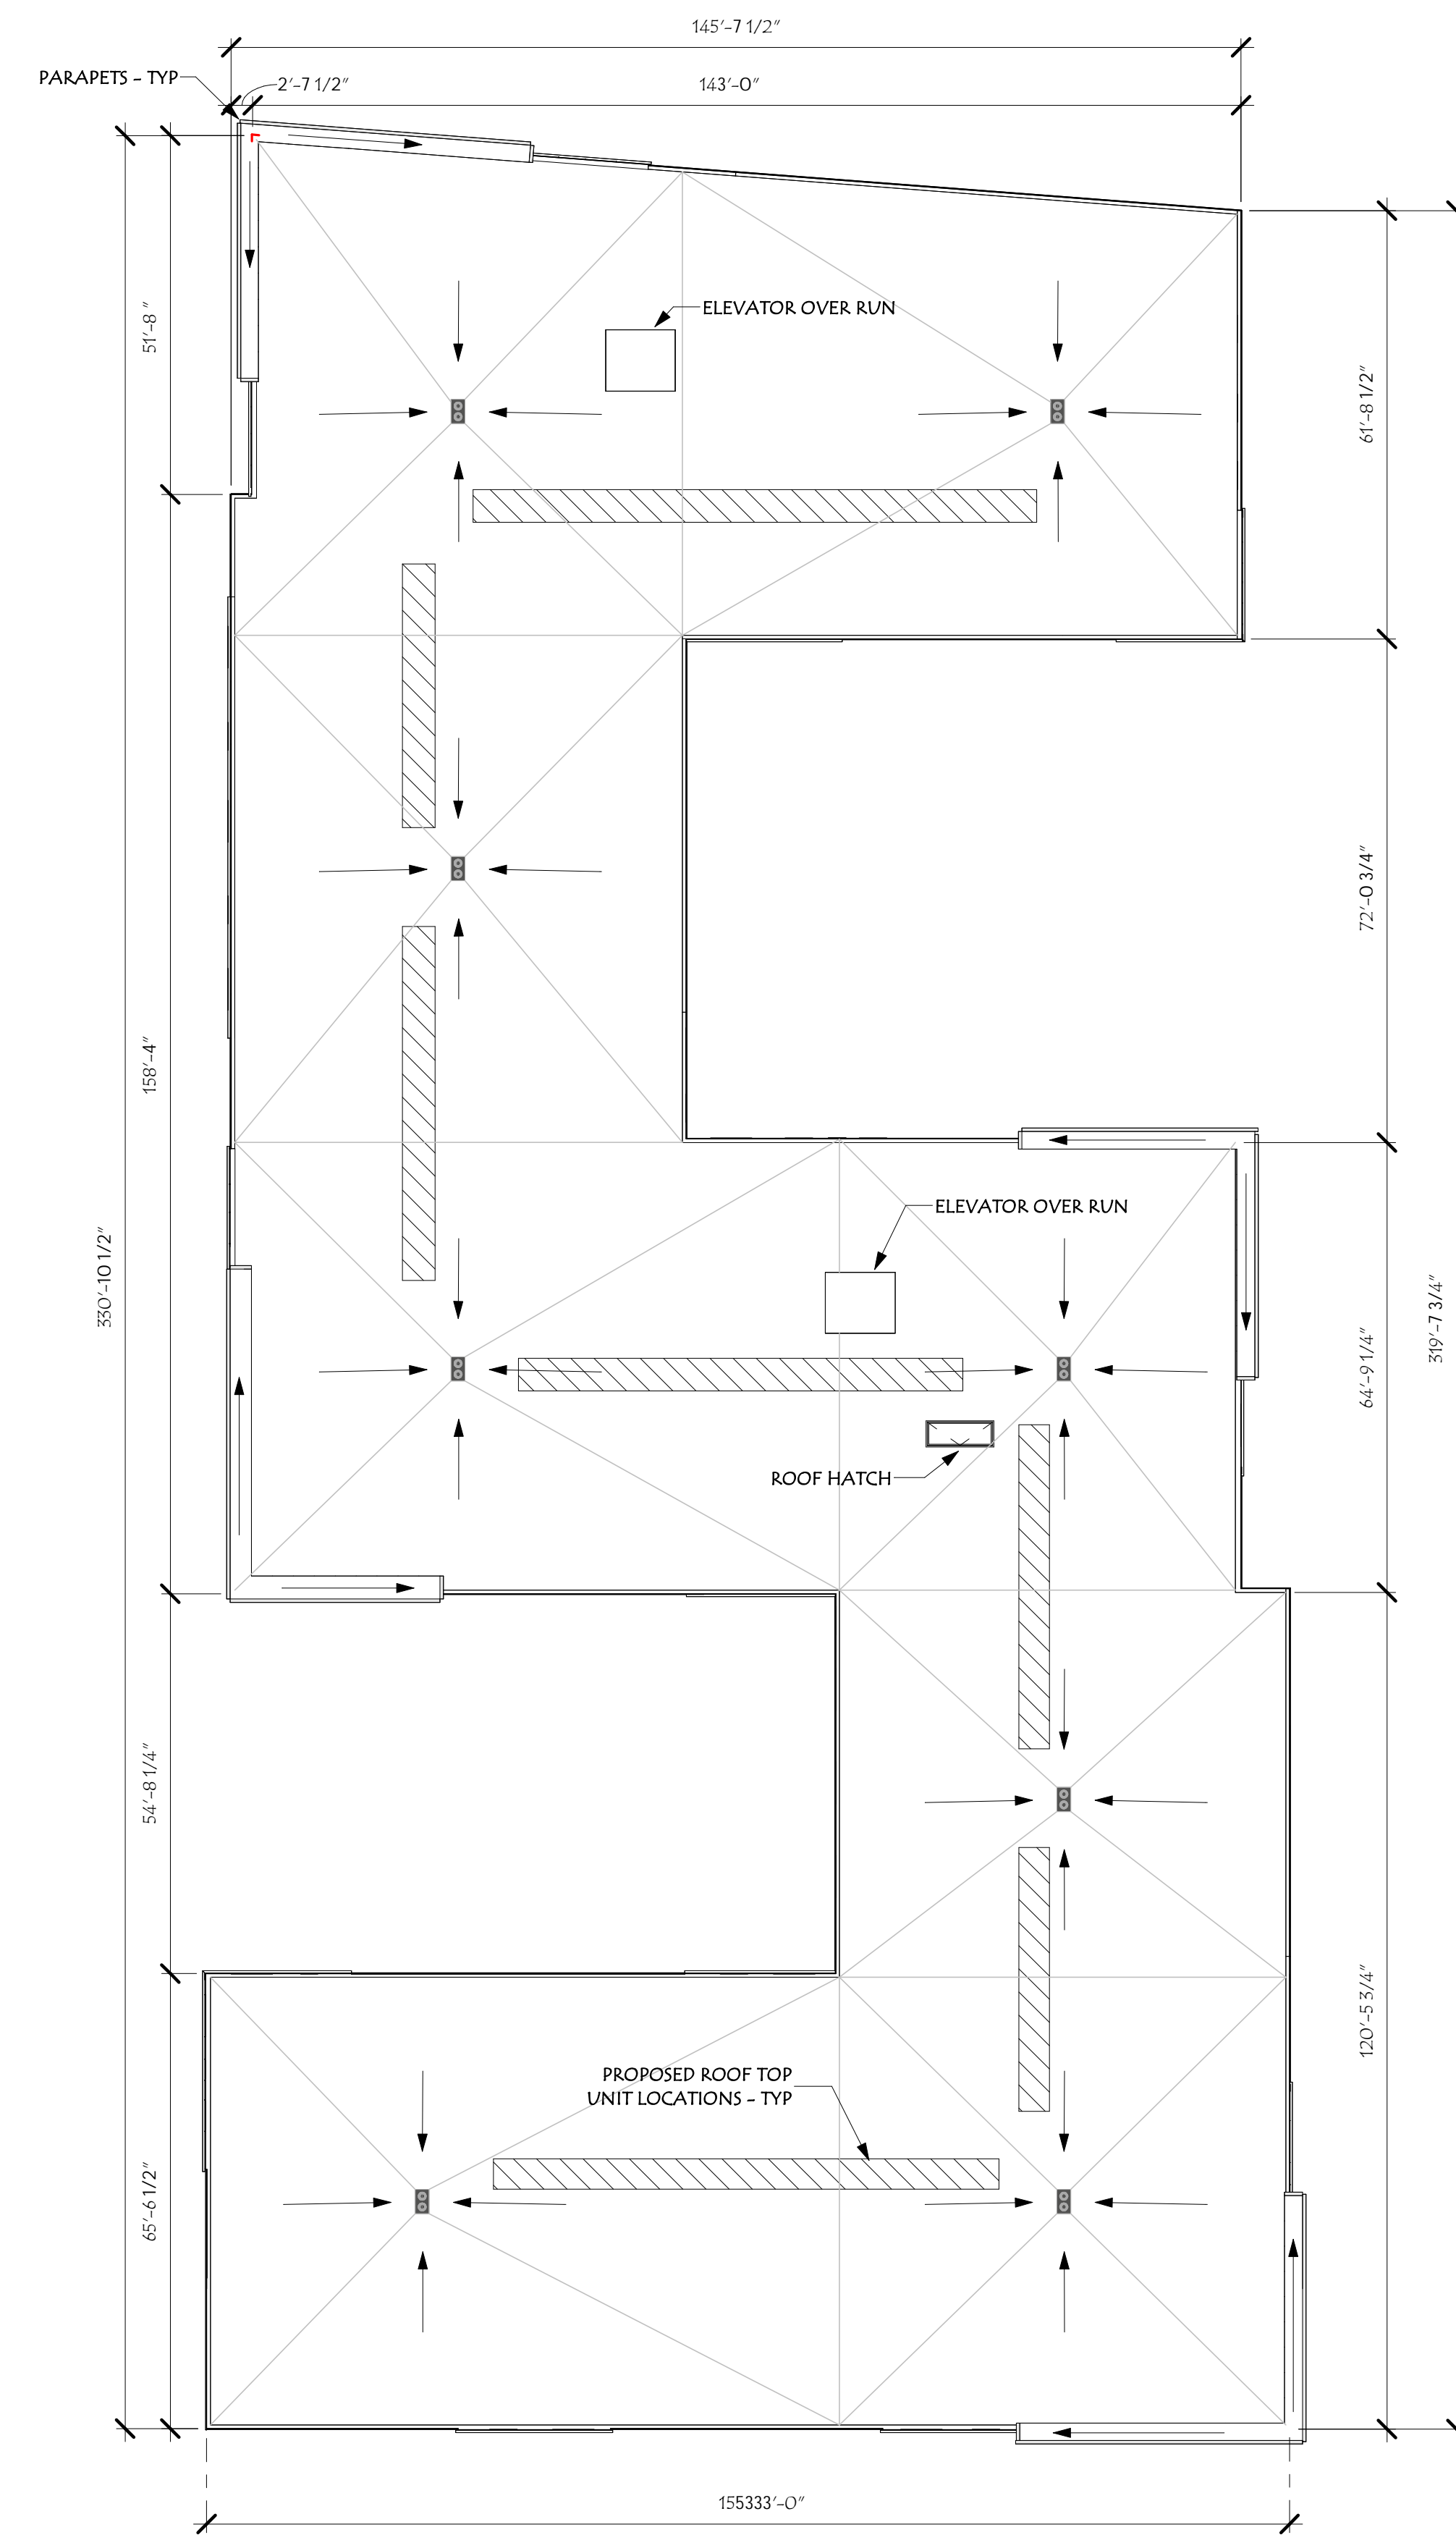 145'-7 1/2"
PARAPETS - TYP
2'-7 1/2"
143'-0"
51'-8 "
ELEVATOR OVER RUN
61'-8 1/2"
72'-0 3/4"
158'-4"
330'-10 1/2"
ELEVATOR OVER RUN
319'-7 3/4"
64'-9 1/4"
ROOF HATCH
54'-8 1/4"
120'-5 3/4"
PROPOSED ROOF TOP
UNIT LOCATIONS - TYP
65'-6 1/2"
155333'-0"